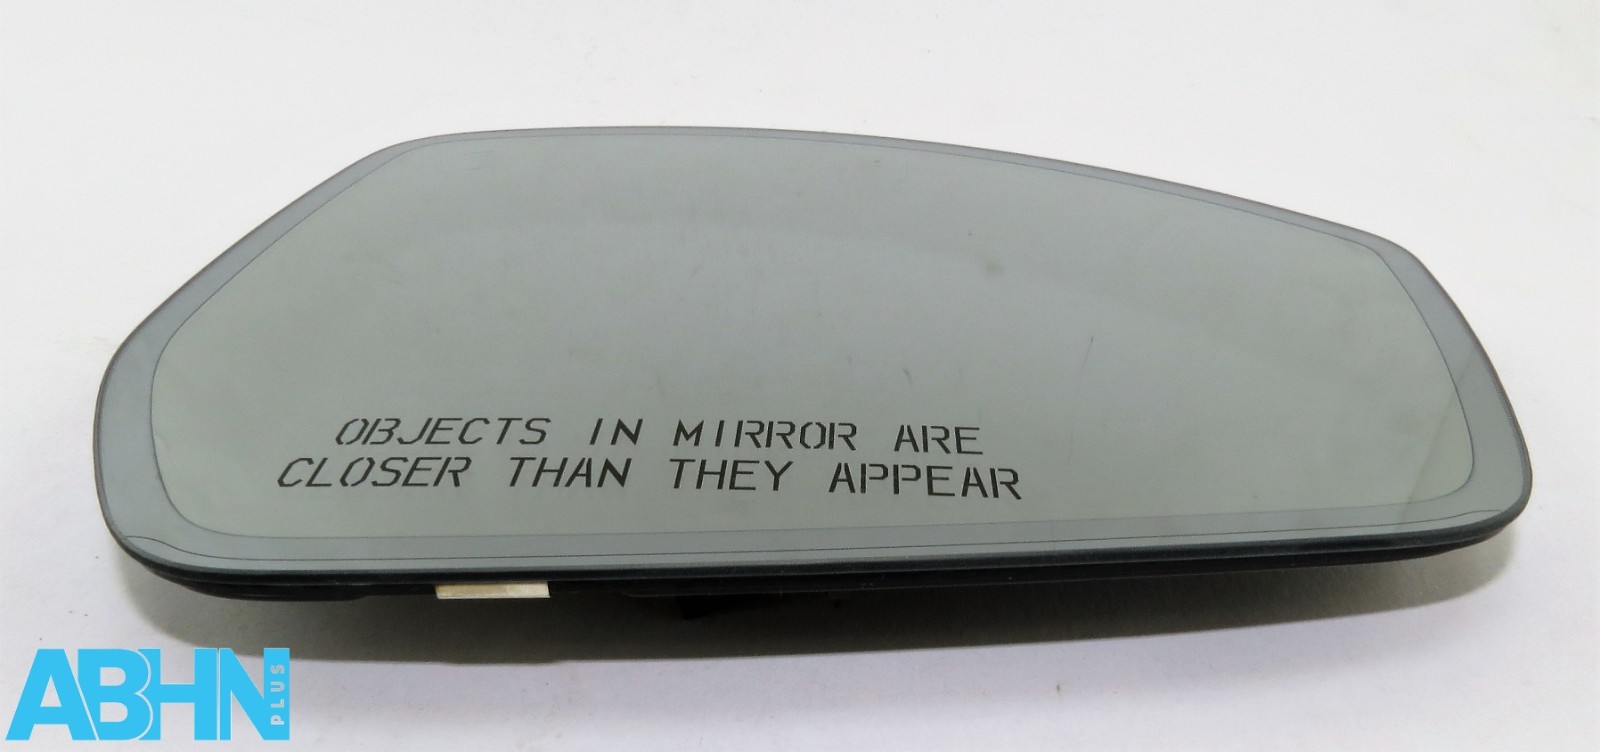 OBJECTS IN MIRROR ARE
CLOSER THAN THEY APPEAR
ABHN PLUS